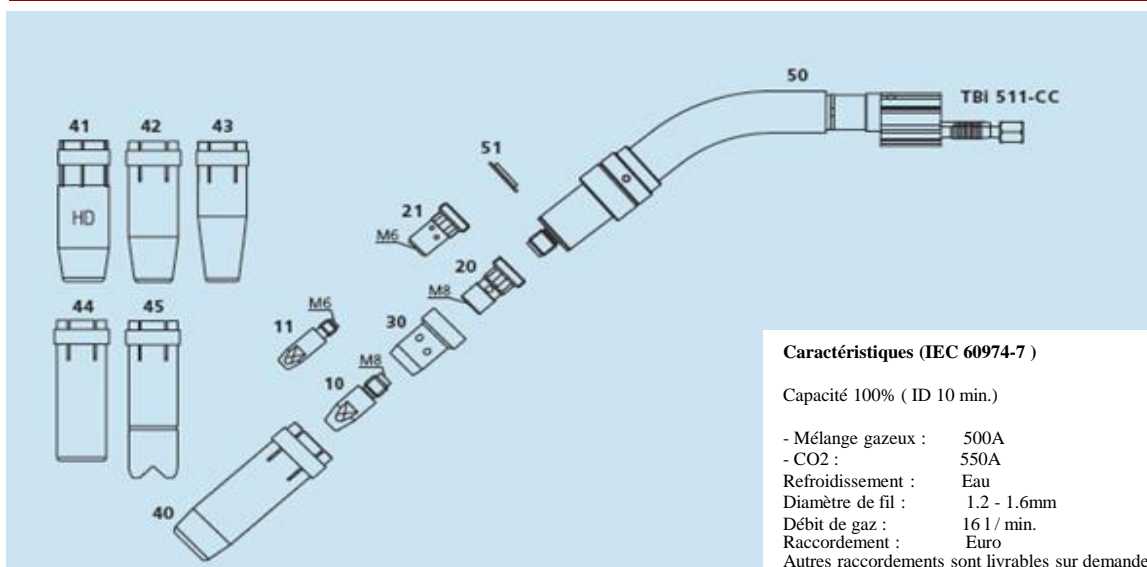 50
TBi 511-CC
41 42 43
51
HD
21
M6
20
M8
44 45
M6
11
30
M8
10
40
Caractéristiques (IEC 60974-7 )
Capacité 100% ( ID 10 min.)
- Mélange gazeux : 500A
- CO2 : 550A
Refroidissement : Eau
Diamètre de fil : 1.2 - 1.6mm
Débit de gaz : 16 l / min.
Raccordement : Euro
Autres raccordements sont livrables sur demande